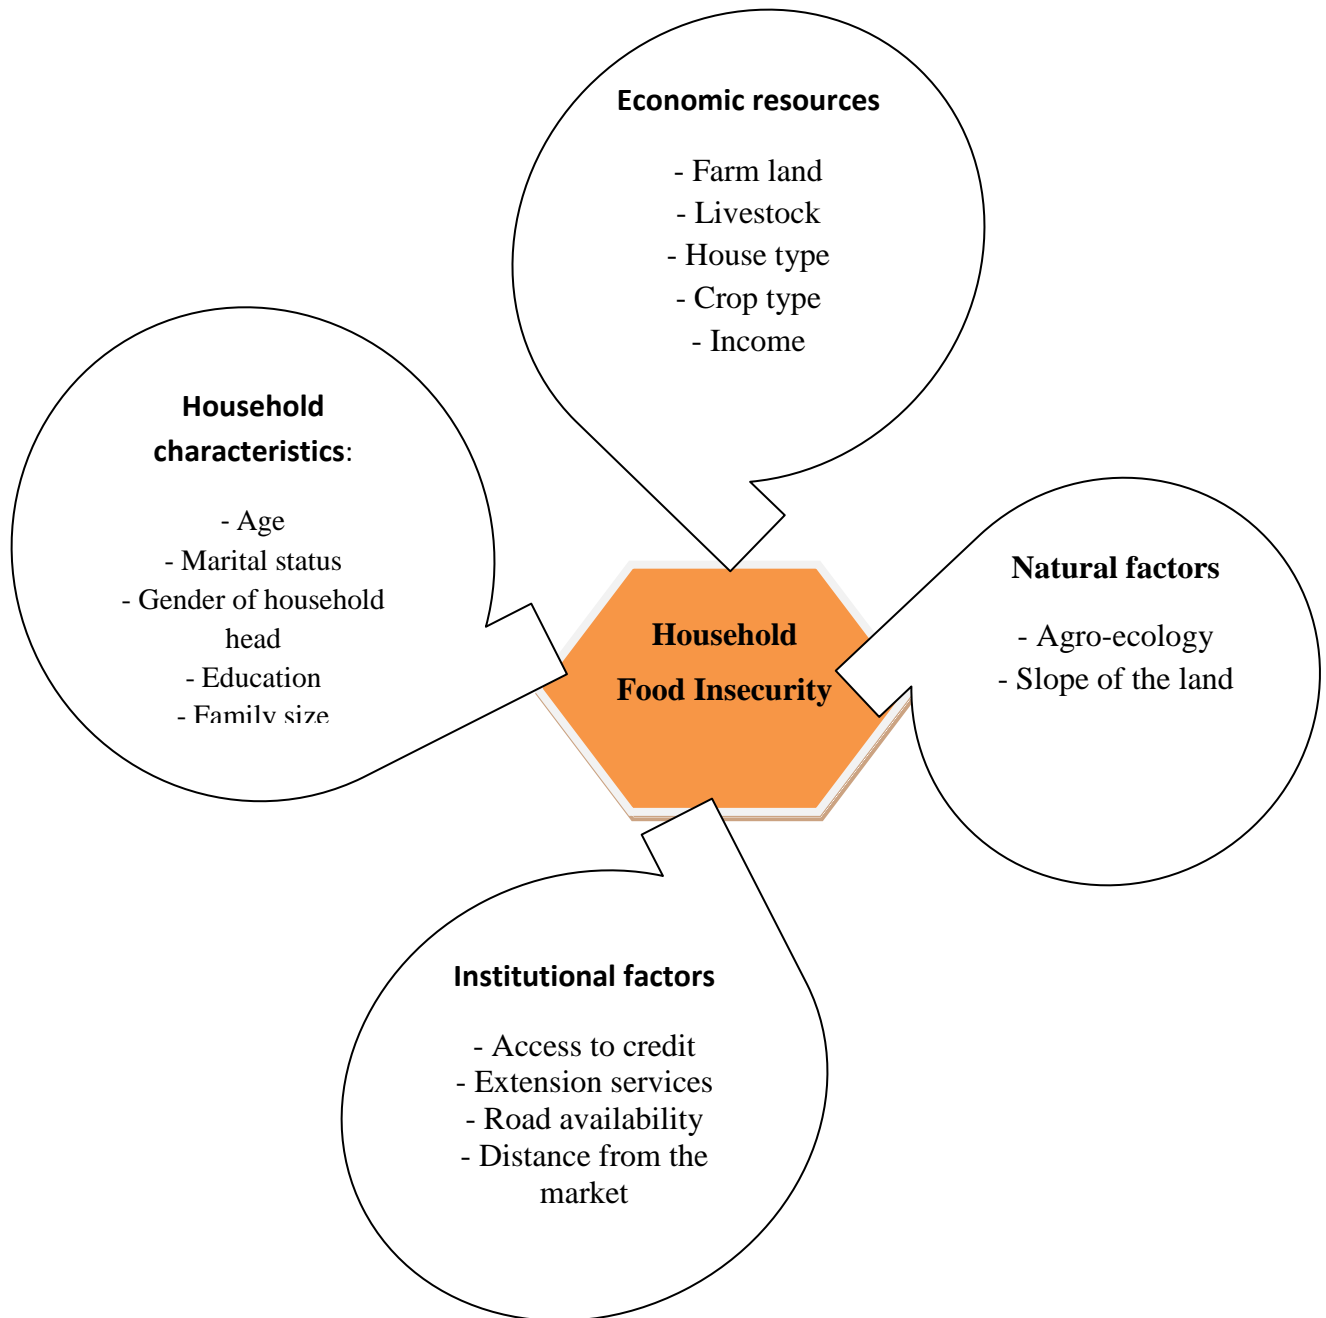 Economic resources
- Farm land
- Livestock
- House type
- Crop type
- Income
Household
characteristics:
- Age
- Marital status
- Gender of household
head
- Education
- Family size
Household
Food Insecurity
Natural factors
- Agro-ecology
- Slope of the land
Institutional factors
- Access to credit
- Extension services
- Road availability
- Distance from the
market